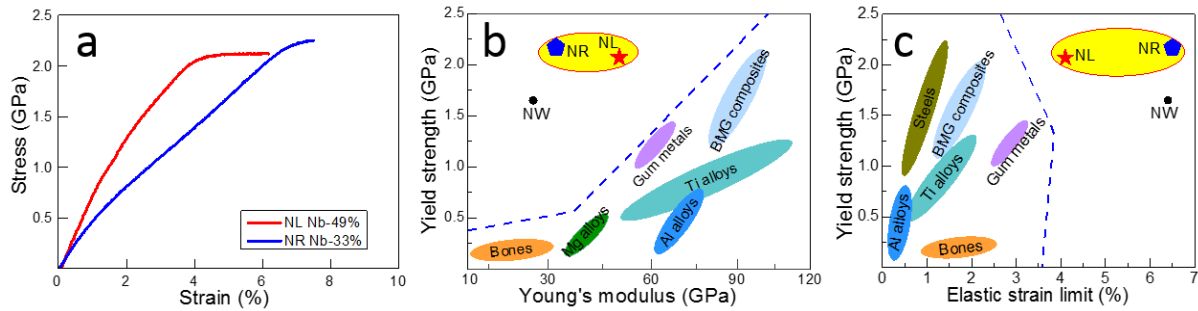 a
2.5
2.0
1.5
1.0
0.5
Stress (GPa)
NL Nb-49%
NR Nb-33%
0
2
4
6
8
10
Strain (%)
b
2.5
2.0
1.5
1.0
0.5
Yield strength (GPa)
NR
NL
NW
BMG composites
Gum metals
Ti alloys
Mg alloys
Al alloys
Bones
10
30
60
90
120
Young's modulus (GPa)
c
2.5
2.0
1.5
1.0
0.5
Yield strength (GPa)
NL
NR
NW
Steels
BMG composites
Gum metals
Ti alloys
Al alloys
Bones
0
1
2
3
4
5
6
7
Elastic strain limit (%)